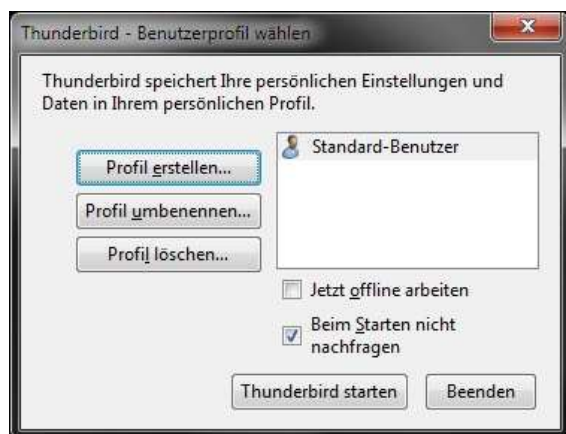 Thunderbird - Benutzerprofil wählen
Thunderbird speichert Ihre persönlichen Einstellungen und
Daten in Ihrem persönlichen Profil.
Profil erstellen...
Profil umbenennen...
Profil löschen...
Standard-Benutzer
Jetzt offline arbeiten
Beim Starten nicht
nachfragen
Thunderbird starten
Beenden